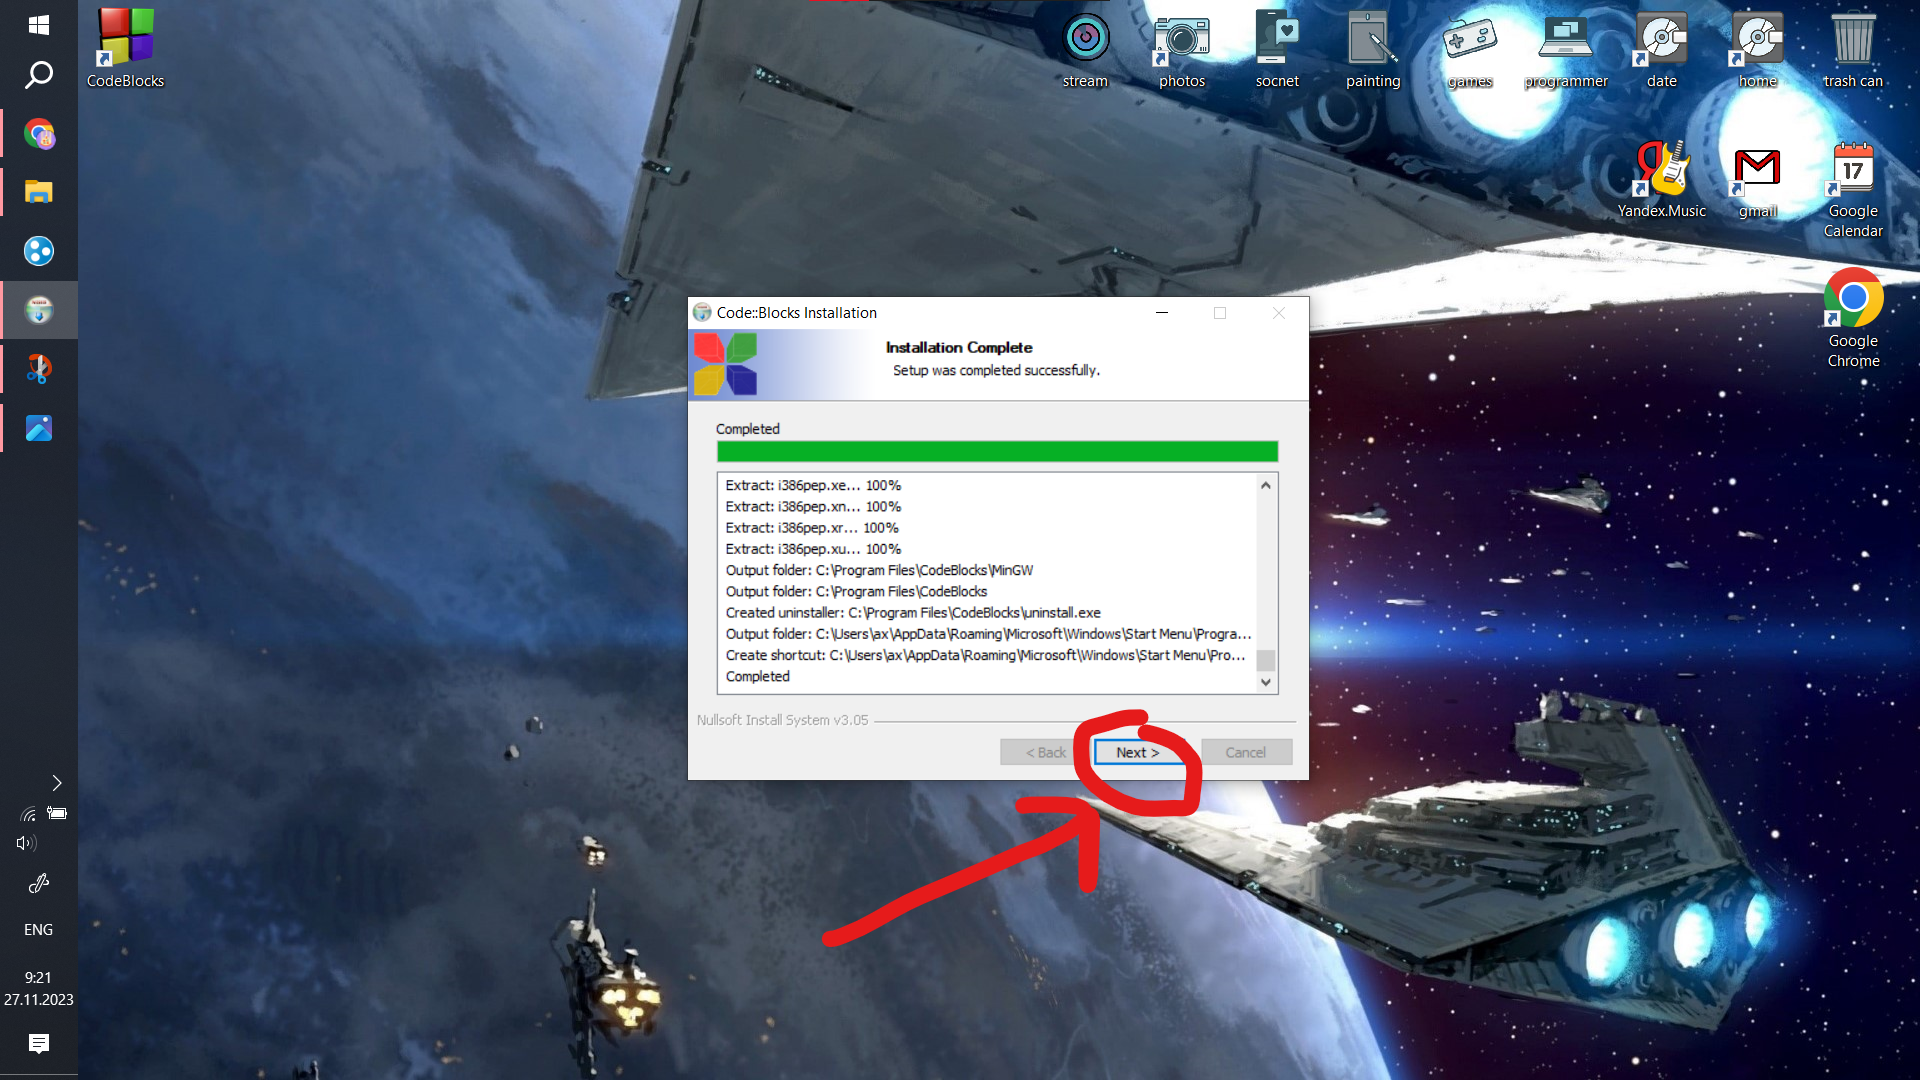 CodeBlocks
stream
photos
socnet
painting
games
programmer
date
home
trash can
Yandex.Music
gmail
17
Google
Calendar
Google
Chrome
Code::Blocks Installation
Installation Complete
Setup was completed successfully.
Completed
Extract: i386pep.xe... 100%
Extract: i386pep.xn... 100%
Extract: i386pep.xr... 100%
Extract: i386pep.xu... 100%
Output folder: C:\Program Files\CodeBlocks\MinGW
Output folder: C:\Program Files\CodeBlocks
Created uninstaller: C:\Program Files\CodeBlocks\uninstall.exe
Output folder: C:\Users\ax\AppData\Roaming\Microsoft\Windows\Start Menu\Progra...
Create shortcut: C:\Users\ax\AppData\Roaming\Microsoft\Windows\Start Menu\Pro...
Completed
Nullsoft Install System v3.05
< Back
Next >
Cancel
ENG
9:21
27.11.2023